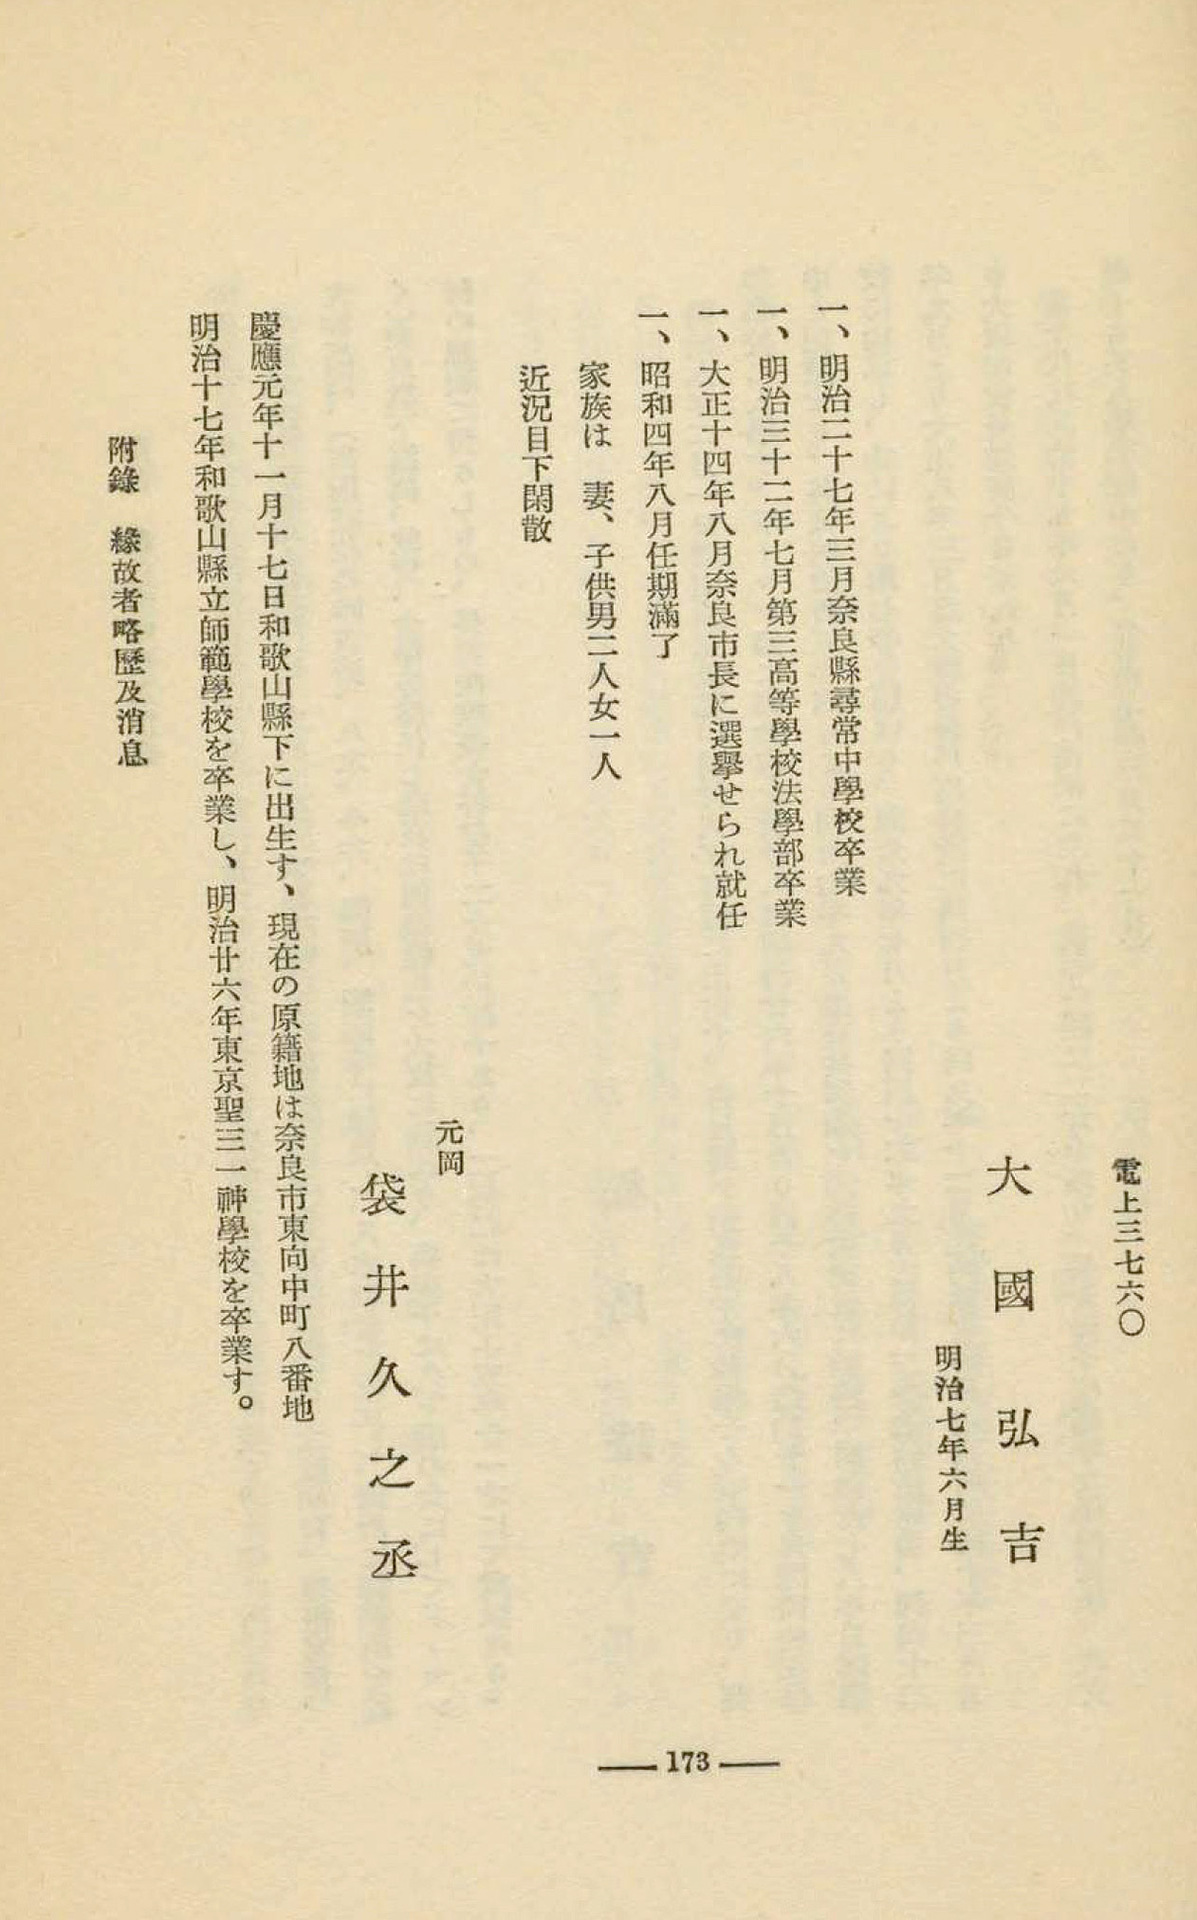 電上三七六〇
大國弘吉
明治七年六月生
一、明治二十七年三月奈良縣尋常中學校卒業
一、明治三十二年七月第三高等學校法學部卒業
一、大正十四年八月奈良市長に選擧せられ就任
一、昭和四年八月任期滿了
家族は　妻、子供男二人女一人
近況目下閑散
元岡
袋井久之丞
慶應元年十一月十七日和歌山縣下に出生す、現在の原籍地は奈良市東向中町八番地
明治十七年和歌山縣立師範學校を卒業し、明治廿六年東京聖三一神學校を卒業す。
附錄　緣故者略歷及消息
173